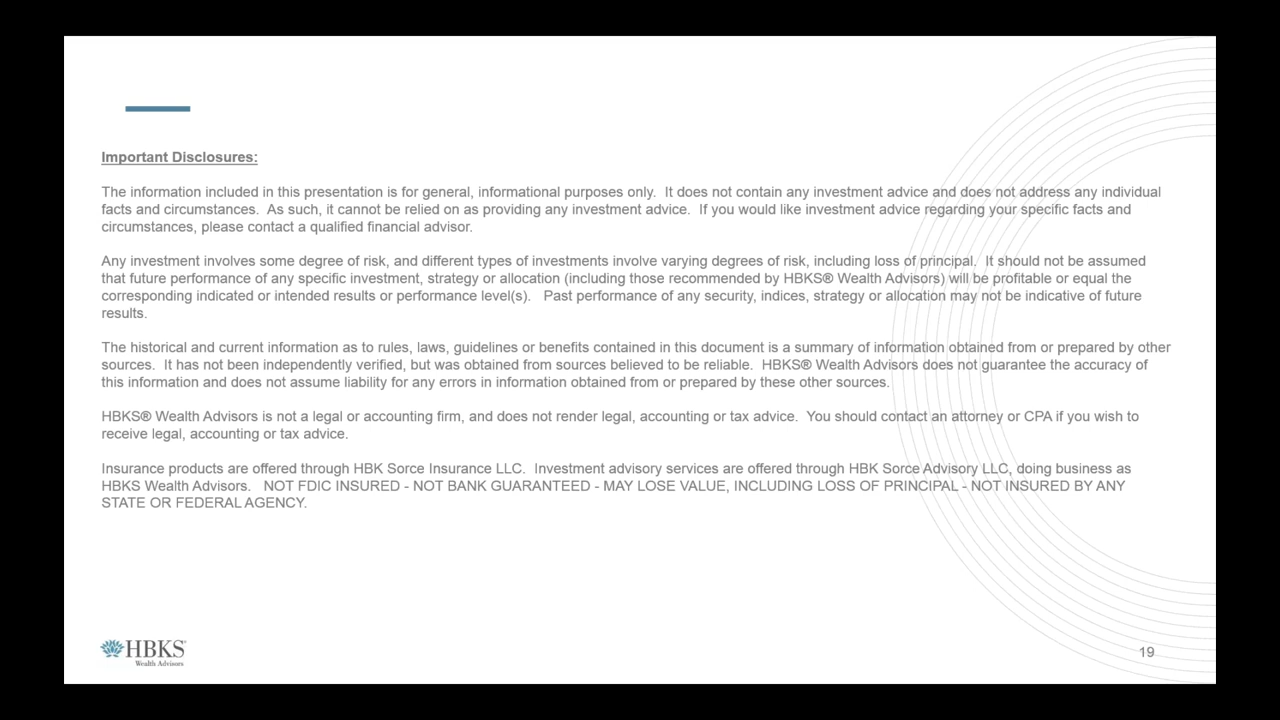 Important Disclosures:
The information included in this presentation is for general, informational purposes only.  It does not contain any investment advice and does not address any individual
facts and circumstances.  As such, it cannot be relied on as providing any investment advice.  If you would like investment advice regarding your specific facts and
circumstances, please contact a qualified financial advisor.
Any investment involves some degree of risk, and different types of investments involve varying degrees of risk, including loss of principal.  It should not be assumed
that future performance of any specific investment, strategy or allocation (including those recommended by HBKS® Wealth Advisors) will be profitable or equal the
corresponding indicated or intended results or performance level(s).   Past performance of any security, indices, strategy or allocation may not be indicative of future
results.
The historical and current information as to rules, laws, guidelines or benefits contained in this document is a summary of information obtained from or prepared by other
sources.  It has not been independently verified, but was obtained from sources believed to be reliable.  HBKS® Wealth Advisors does not guarantee the accuracy of
this information and does not assume liability for any errors in information obtained from or prepared by these other sources.
HBKS® Wealth Advisors is not a legal or accounting firm, and does not render legal, accounting or tax advice.  You should contact an attorney or CPA if you wish to
receive legal, accounting or tax advice.
Insurance products are offered through HBK Sorce Insurance LLC.  Investment advisory services are offered through HBK Sorce Advisory LLC, doing business as
HBKS Wealth Advisors.   NOT FDIC INSURED - NOT BANK GUARANTEED - MAY LOSE VALUE, INCLUDING LOSS OF PRINCIPAL - NOT INSURED BY ANY
STATE OR FEDERAL AGENCY.
HBKS®
Wealth Advisors
19